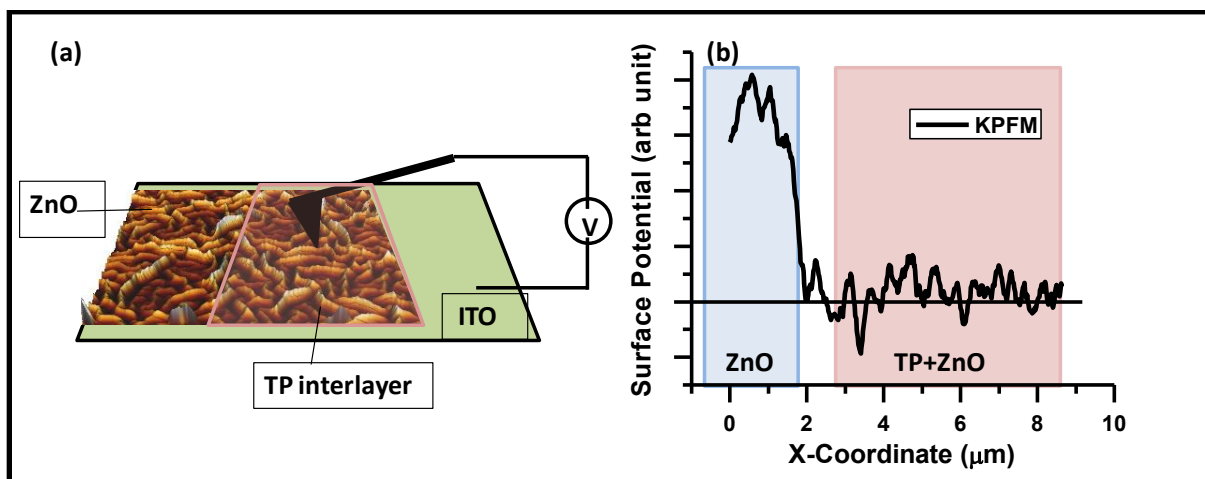 (a)
ZnO
V
ITO
TP interlayer
(b)
Surface Potential (arb unit)
KPFM
ZnO
TP+ZnO
0 2 4 6 8 10
X-Coordinate (μm)